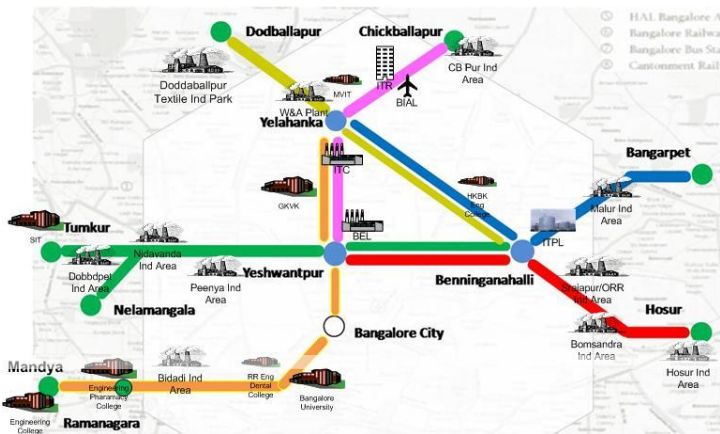 Dodballapur
Chickballapur
HAL Bangalore A
Bangalore Railwa
Bangalore Bus Sta
Cantonment Rail
CB Pur Ind
Area
ITR
BIAL
MVIT
Doddaballpur
Textile Ind Park
W&A Plant
Yelahanka
Bangarpet
ITC
GKVK
HKBK
Eng
College
Malur Ind
Area
SIT
Tumkur
BEL
ITPL
Nidavanda
Ind Area
Dobbdpet
Ind Area
Peenya Ind
Area
Yeshwantpur
Benninganahalli
Srajapur/ORR
Ind Area
Nelamangala
Hosur
Bangalore City
Bomsandra
Ind Area
Hosur Ind
Area
Mandya
Engineering
Pharamacy
College
Bidadi Ind
Area
RR Eng
Dental
College
Bangalore
University
Engineering
College
Ramanagara